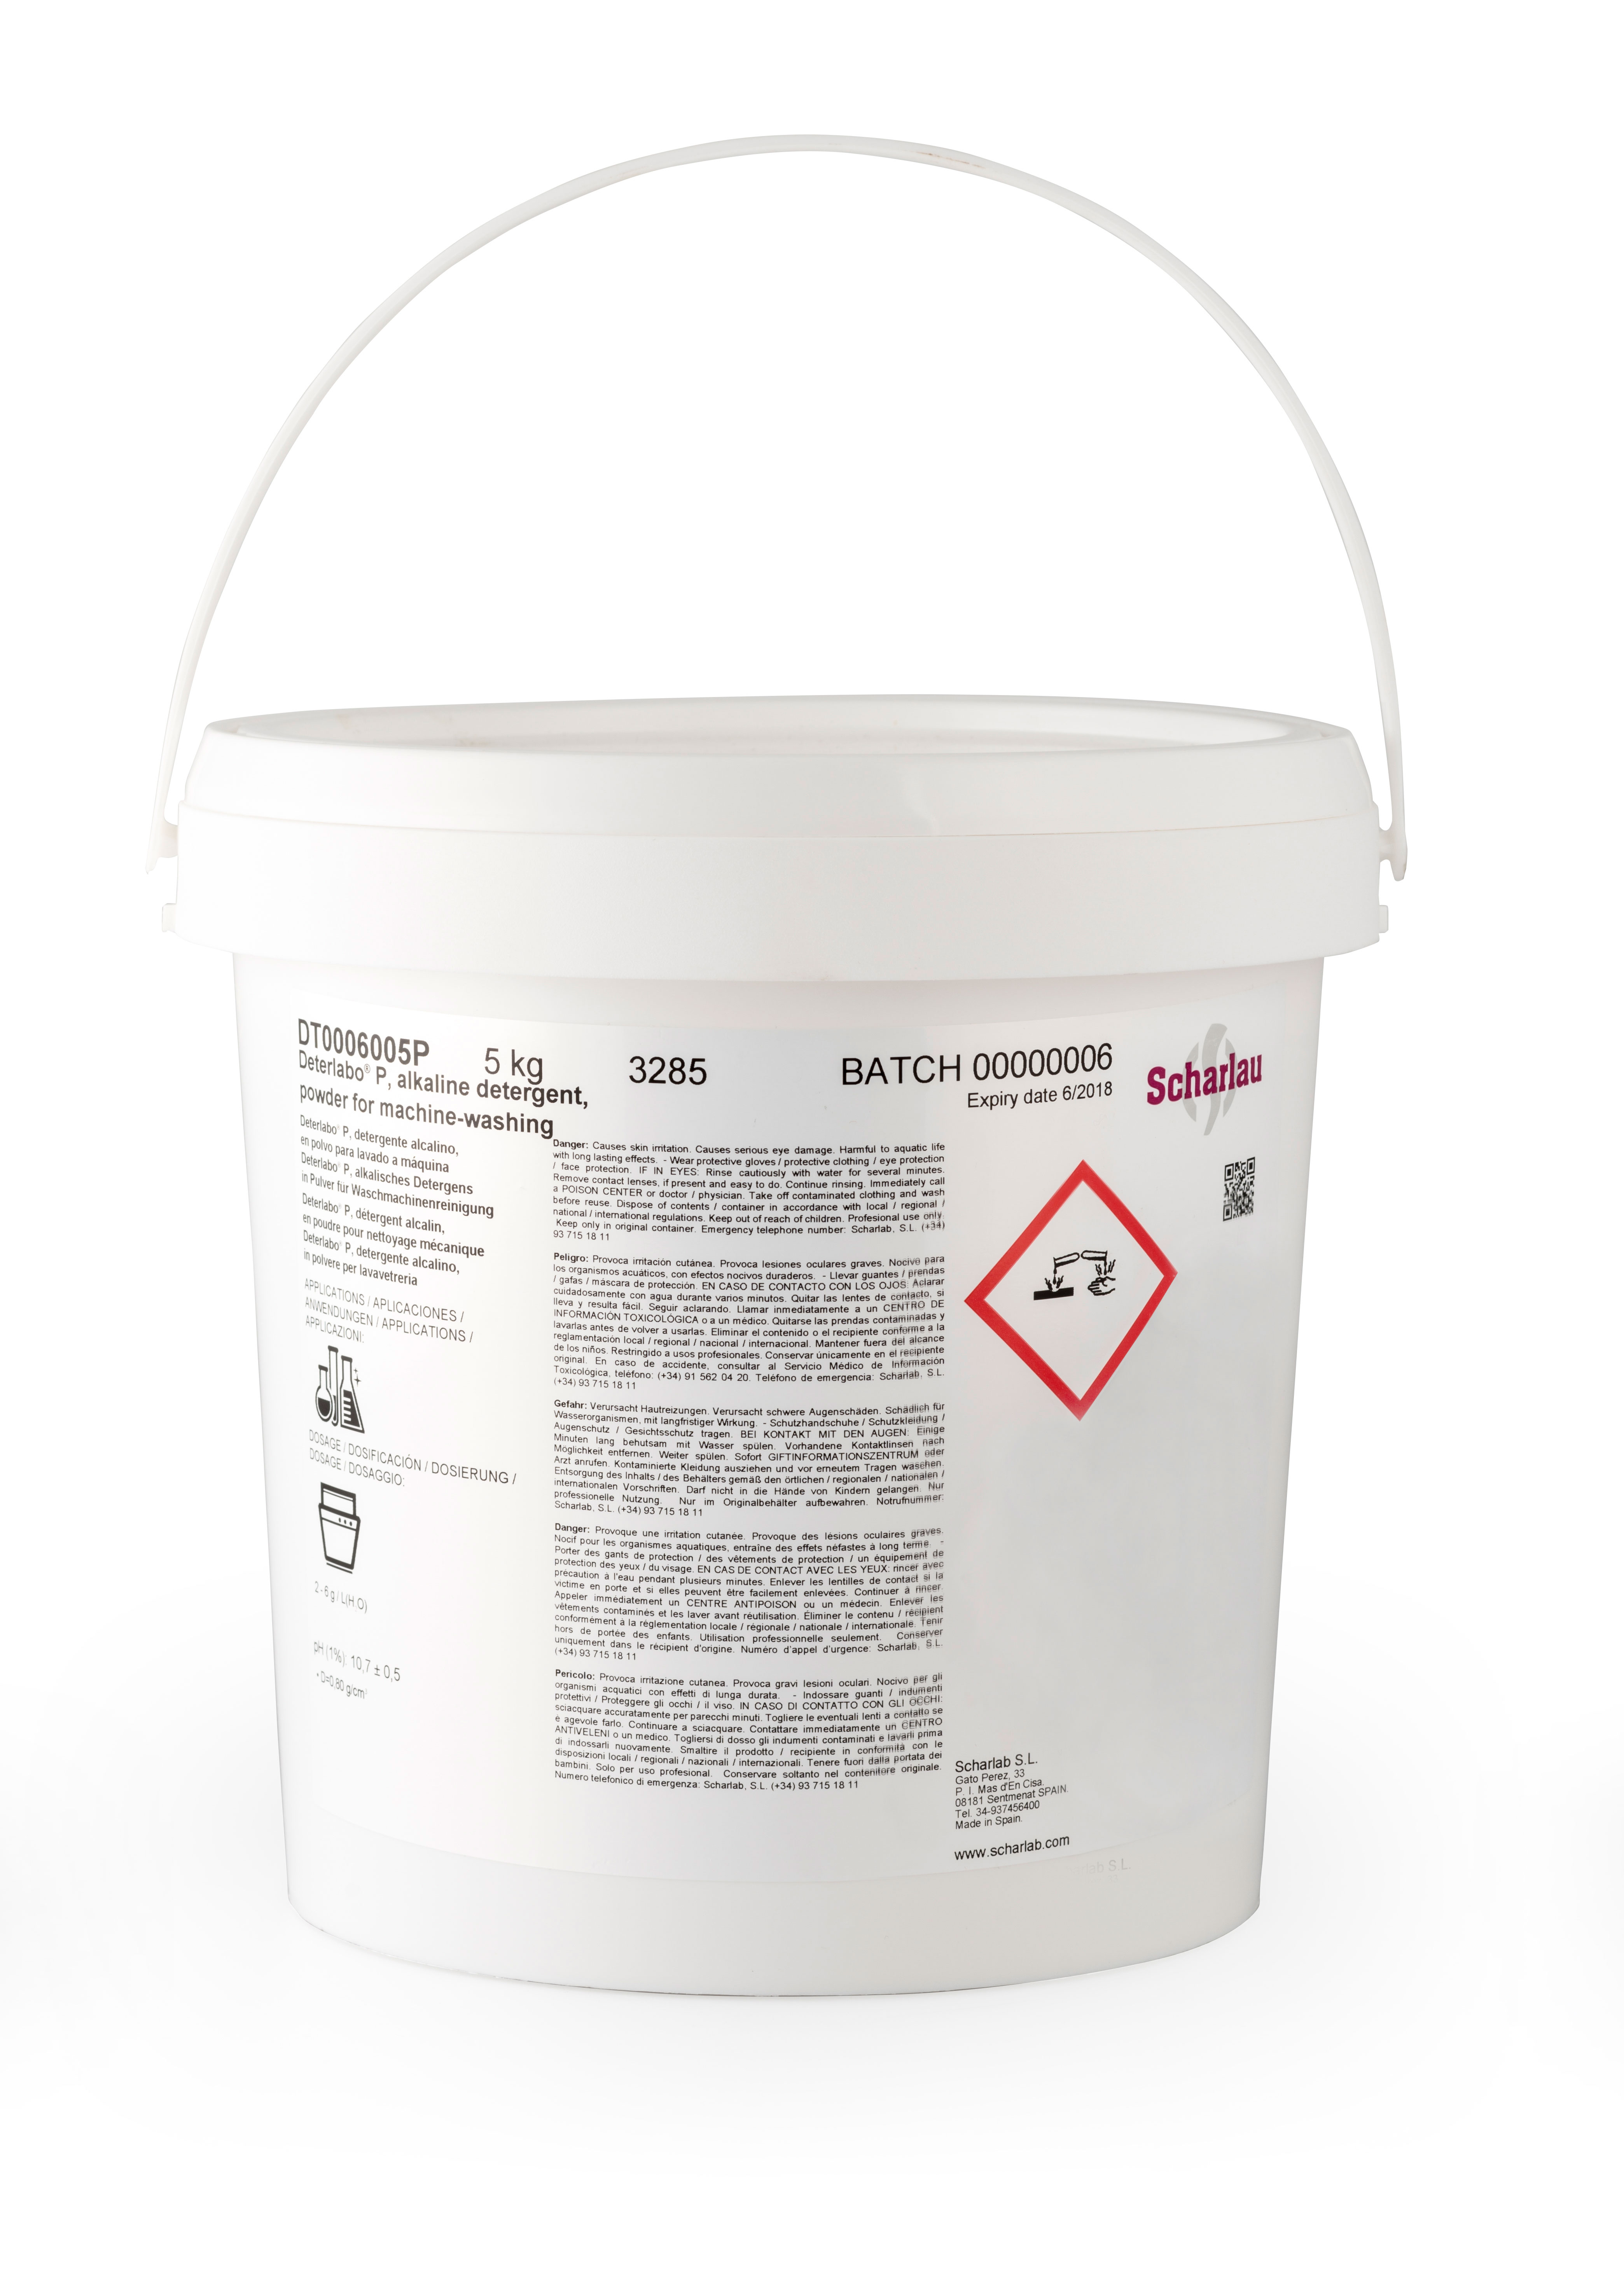 DT0006005P
5 kg
3285
BATCH 00000006
Expiry date 6/2018
Scharlau
Deterlabo® P, alkaline detergent,
powder for machine-washing
Deterlabo® P, detergente alcalino,
en polvo para lavado a máquina
Deterlabo® P, alkalisches Detergens
in Pulver für Waschmachinenreinigung
Deterlabo® P, détergent alcalin,
en poudre pour nettoyage mécanique
Deterlabo® P, detergente alcalino,
in polvere per lavavetreria
APPLICATIONS / APLICACIONES /
ANWENDUNGEN / APPLICATIONS /
APPLICAZIONI:
DOSAGE / DOSIFICACIÓN / DOSIERUNG /
DOSAGE / DOSAGGIO:
2 - 6 g / L(H2O)
pH (1%): 10,7 ± 0,5
* D=0,80 g/cm³
Danger: Causes skin irritation. Causes serious eye damage. Harmful to aquatic life
with long lasting effects. - Wear protective gloves / protective clothing / eye protection
/ face protection. IF IN EYES: Rinse cautiously with water for several minutes.
Remove contact lenses, if present and easy to do. Continue rinsing. Immediately call
a POISON CENTER or doctor / physician. Take off contaminated clothing and wash
before reuse. Dispose of contents / container in accordance with local / regional /
national / international regulations. Keep out of reach of children. Profesional use only.
Keep only in original container. Emergency telephone number: Scharlab, S.L. (+34)
93 715 18 11
Peligro: Provoca irritación cutánea. Provoca lesiones oculares graves. Nocivo para
los organismos acuáticos, con efectos nocivos duraderos. - Llevar guantes / prendas
/ gafas / máscara de protección. EN CASO DE CONTACTO CON LOS OJOS: Aclarar
cuidadosamente con agua durante varios minutos. Quitar las lentes de contacto, si
lleva y resulta fácil. Seguir aclarando. Llamar inmediatamente a un CENTRO DE
INFORMACIÓN TOXICOLÓGICA o a un médico. Quitarse las prendas contaminadas y
lavarlas antes de volver a usarlas. Eliminar el contenido o el recipiente conforme a la
reglamentación local / regional / nacional / internacional. Mantener fuera del alcance
de los niños. Restringido a usos profesionales. Conservar únicamente en el recipiente
original. En caso de accidente, consultar al Servicio Médico de Información
Toxicológica, teléfono: (+34) 91 562 04 20. Teléfono de emergencia: Scharlab, S.L.
(+34) 93 715 18 11
Gefahr: Verursacht Hautreizungen. Verursacht schwere Augenschäden. Schädlich für
Wasserorganismen, mit langfristiger Wirkung. - Schutzhandschuhe / Schutzkleidung /
Augenschutz / Gesichtsschutz tragen. BEI KONTAKT MIT DEN AUGEN: Einige
Minuten lang behutsam mit Wasser spülen. Vorhandene Kontaktlinsen nach
Möglichkeit entfernen. Weiter spülen. Sofort GIFTINFORMATIONSZENTRUM oder
Arzt anrufen. Kontaminierte Kleidung ausziehen und vor erneutem Tragen waschen.
Entsorgung des Inhalts / des Behälters gemäß den örtlichen / regionalen / nationalen /
internationalen Vorschriften. Darf nicht in die Hände von Kindern gelangen. Nur
professionelle Nutzung. Nur im Originalbehälter aufbewahren. Notrufnummer:
Scharlab, S.L. (+34) 93 715 18 11
Danger: Provoque une irritation cutanée. Provoque des lésions oculaires graves.
Nocif pour les organismes aquatiques, entraîne des effets néfastes à long terme. -
Porter des gants de protection / des vêtements de protection / un équipement de
protection des yeux / du visage. EN CAS DE CONTACT AVEC LES YEUX: rincer avec
précaution à l'eau pendant plusieurs minutes. Enlever les lentilles de contact si la
victime en porte et si elles peuvent être facilement enlevées. Continuer à rincer.
Appeler immédiatement un CENTRE ANTIPOISON ou un médecin. Enlever les
vêtements contaminés et les laver avant réutilisation. Éliminer le contenu / récipient
conformément à la règlementation locale / régionale / nationale / internationale. Tenir
hors de portée des enfants. Utilisation professionnelle seulement. Conserver
uniquement dans le récipient d'origine. Numéro d'appel d'urgence: Scharlab, S.L.
(+34) 93 715 18 11
Pericolo: Provoca irritazione cutanea. Provoca gravi lesioni oculari. Nocivo per gli
organismi acquatici con effetti di lunga durata. - Indossare guanti / indumenti
protettivi / Proteggere gli occhi / il viso. IN CASO DI CONTATTO CON GLI OCCHI:
sciacquare accuratamente per parecchi minuti. Togliere le eventuali lenti a contatto se
è agevole farlo. Continuare a sciacquare. Contattare immediatamente un CENTRO
ANTIVELENI o un medico. Togliersi di dosso gli indumenti contaminati e lavarli prima
di indossarli nuovamente. Smaltire il prodotto / recipiente in conformità con le
disposizioni locali / regionali / nazionali / internazionali. Tenere fuori dalla portata dei
bambini. Solo per uso profesional. Conservare soltanto nel contenitore originale.
Numero telefonico di emergenza: Scharlab, S.L. (+34) 93 715 18 11
Scharlab S.L.
Gato Perez, 33
P. I. Mas d'En Cisa.
08181 Sentmenat SPAIN.
Tel. 34-937456400
Made in Spain.
www.scharlab.com